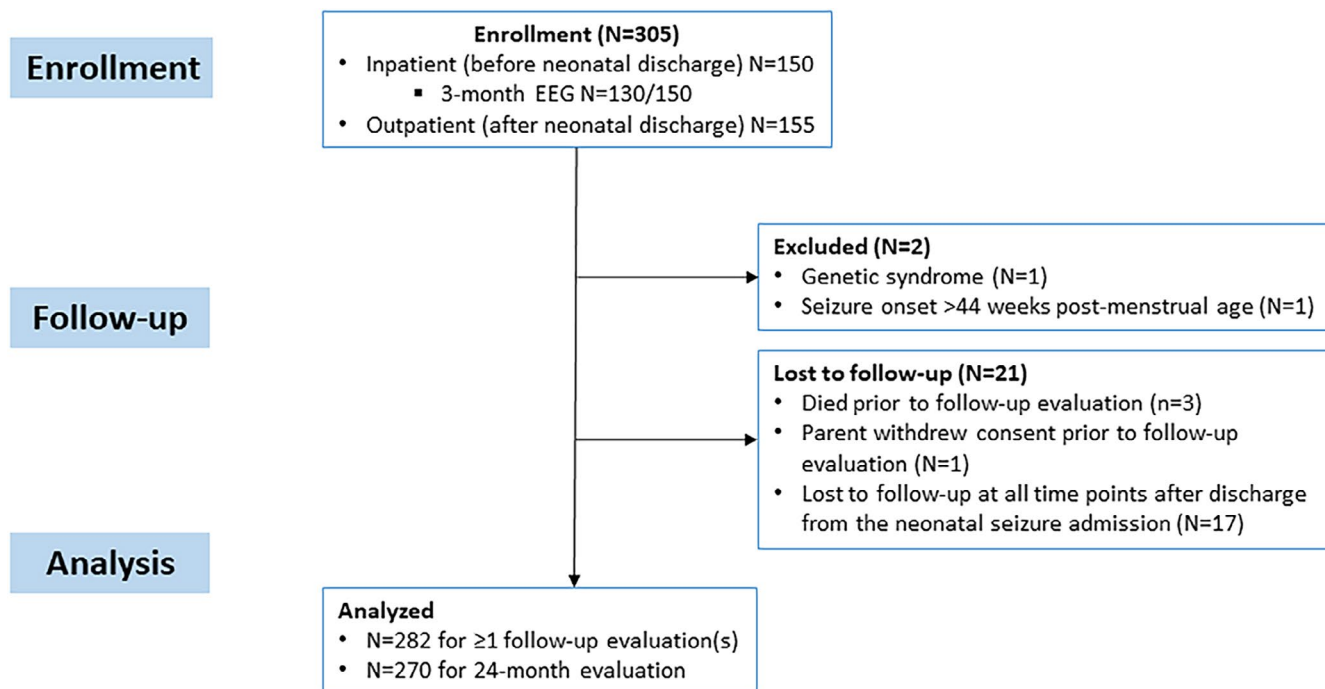 Enrollment
Enrollment (N=305)
• Inpatient (before neonatal discharge) N=150
▪ 3-month EEG N=130/150
• Outpatient (after neonatal discharge) N=155
Follow-up
Excluded (N=2)
• Genetic syndrome (N=1)
• Seizure onset >44 weeks post-menstrual age (N=1)
Lost to follow-up (N=21)
• Died prior to follow-up evaluation (n=3)
• Parent withdrew consent prior to follow-up
evaluation (N=1)
• Lost to follow-up at all time points after discharge
from the neonatal seizure admission (N=17)
Analysis
Analyzed
• N=282 for ≥1 follow-up evaluation(s)
• N=270 for 24-month evaluation